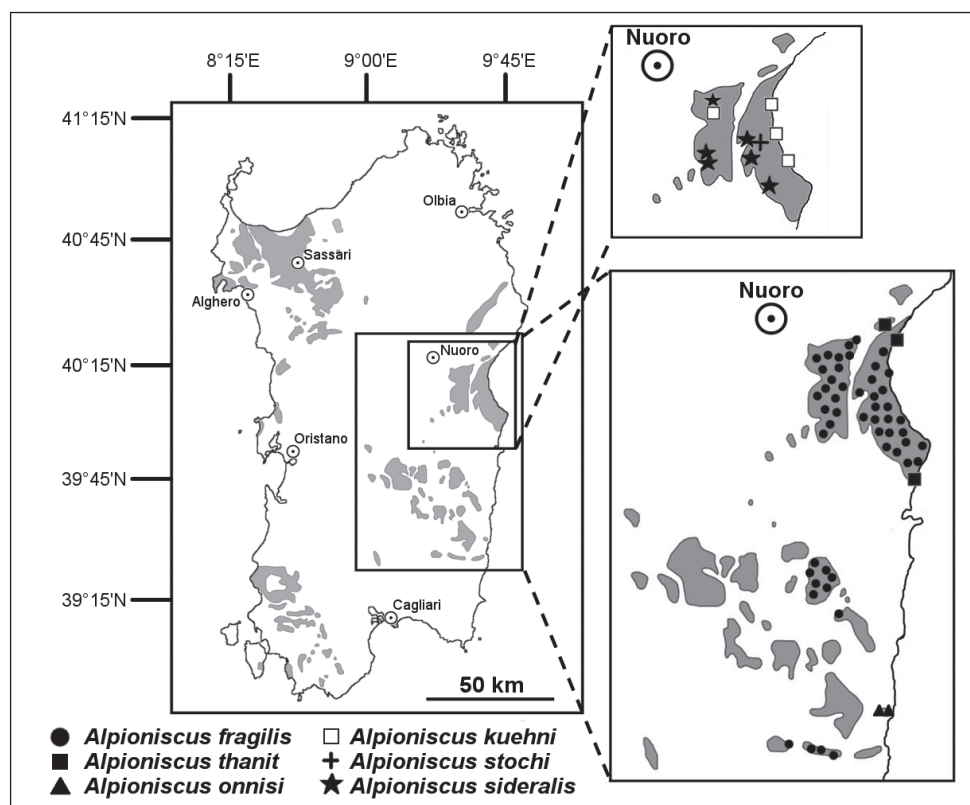 8°15'E 9°00'E 9°45'E
41°15'N
40°45'N
40°15'N
39°45'N
39°15'N
Olbia
Sassari
Alghero
Nuoro
Oristano
Cagliari
50 km
Nuoro
Nuoro
Alpioniscus fragilis
Alpioniscus thanit
Alpioniscus onnisi
Alpioniscus kuehni
Alpioniscus stochi
Alpioniscus sideralis